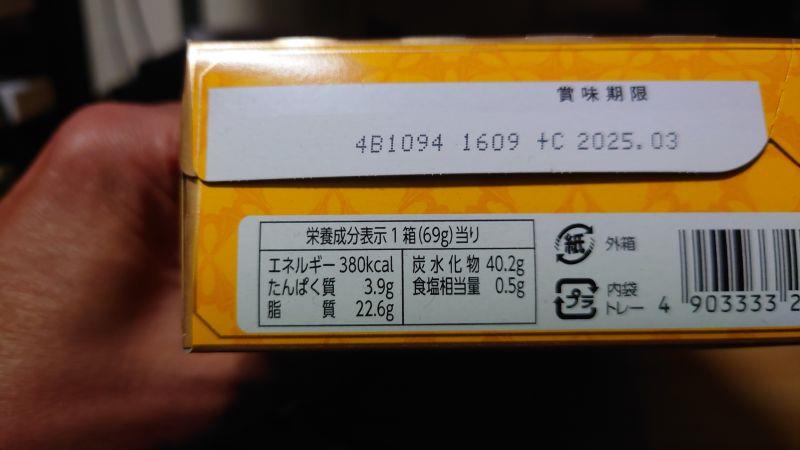 賞味期限
4B1094 1609 +C 2025.03
栄養成分表示1箱(69g)当り
エネルギー 380kcal
たんぱく質 3.9g
脂質 22.6g
炭水化物 40.2g
食塩相当量 0.5g
紙 外箱
プラ 内袋
トレー
4 903333 2